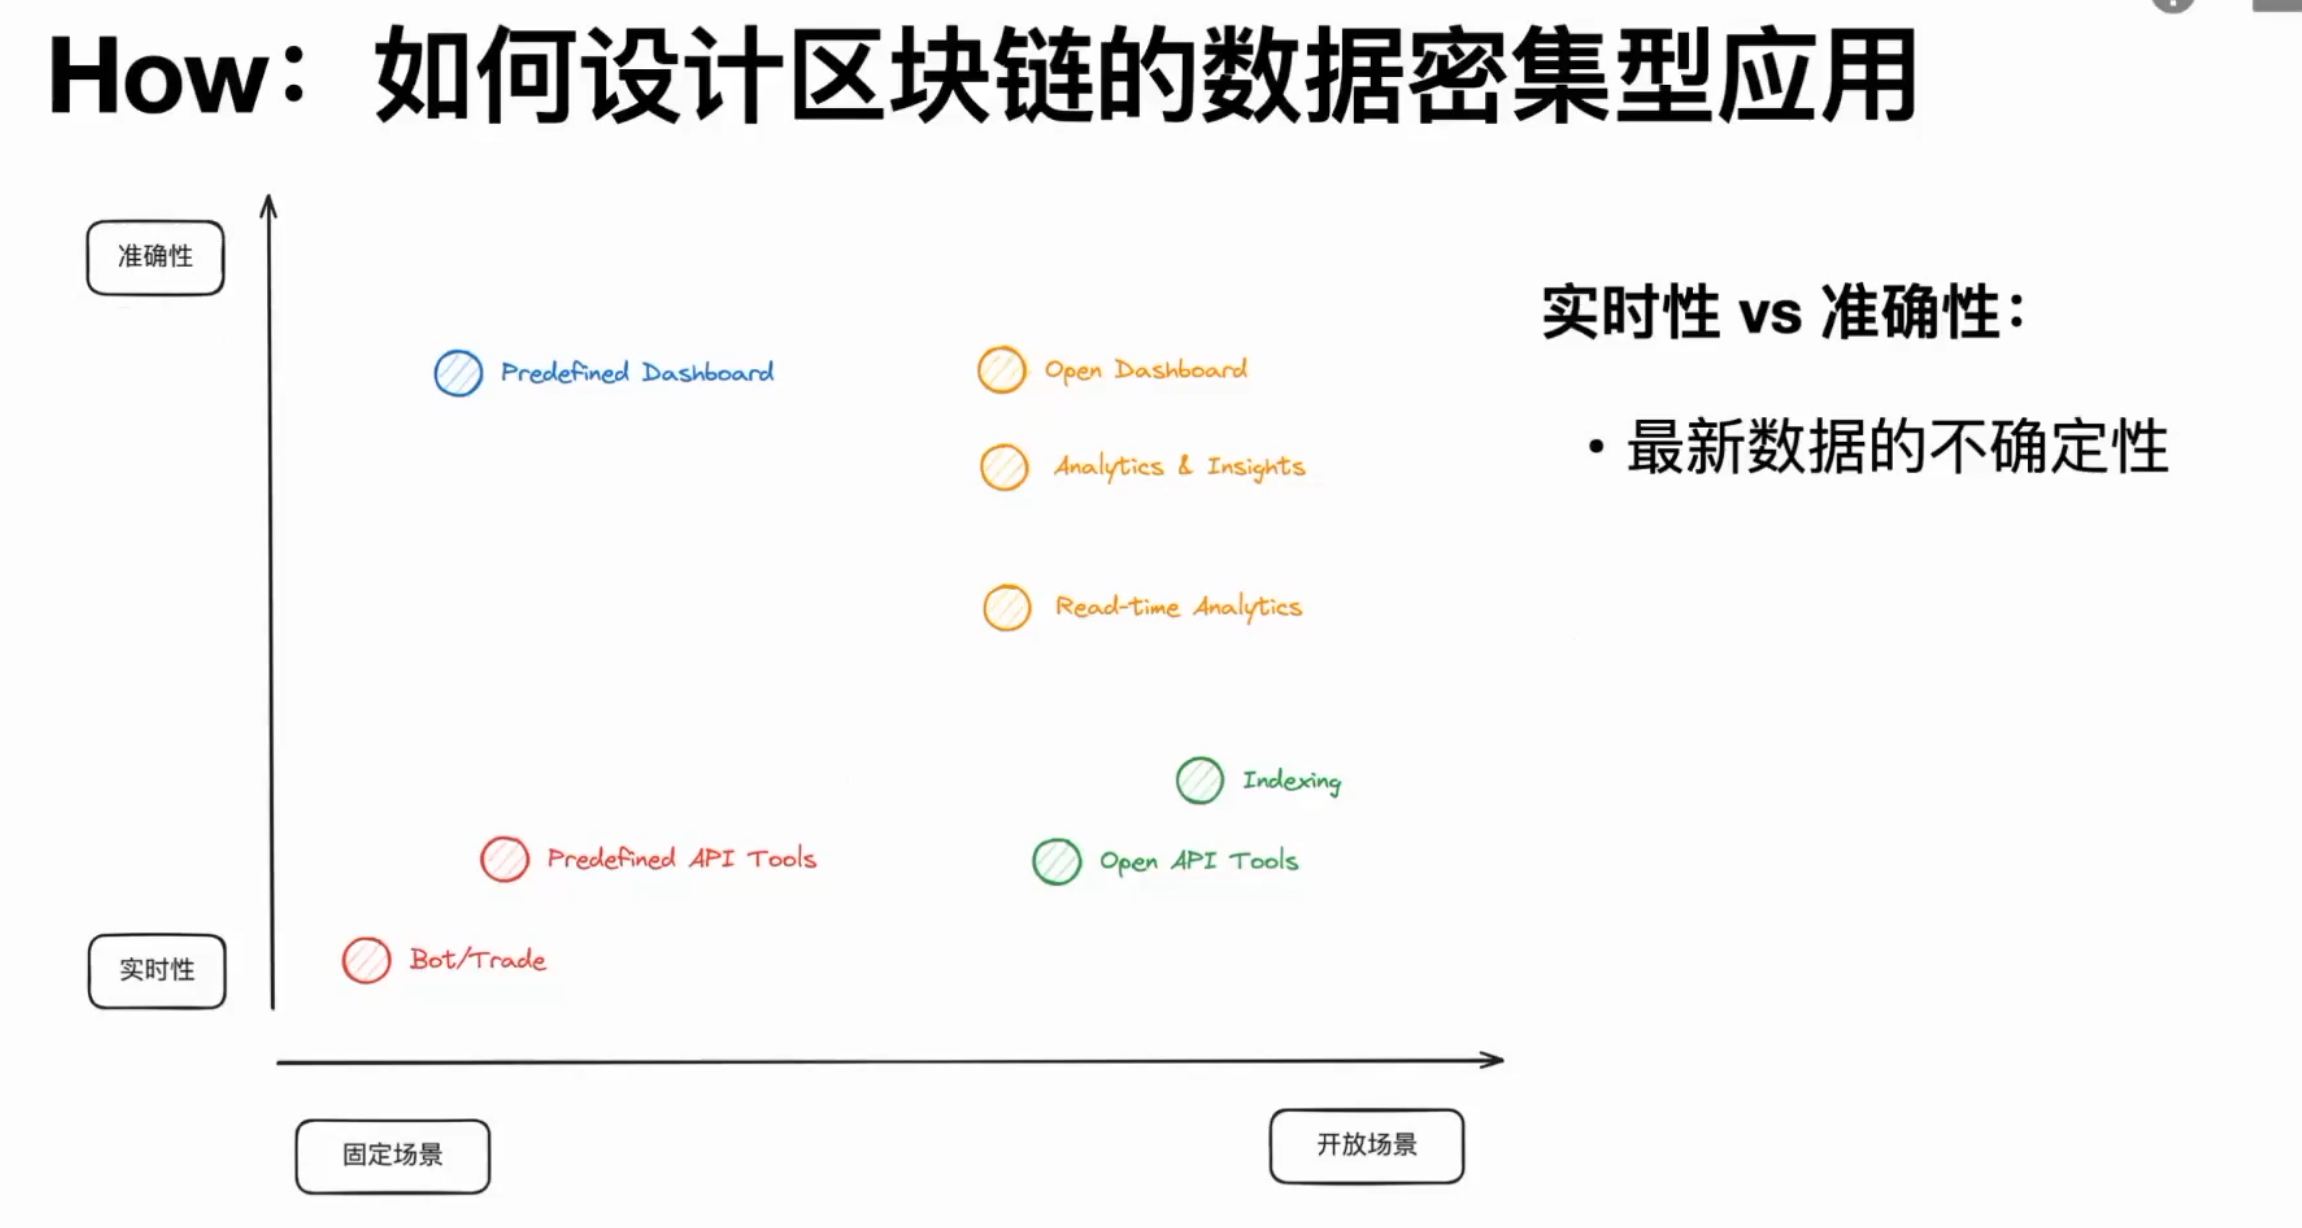 How：如何设计区块链的数据密集型应用
准确性
实时性 vs 准确性：
Predefined Dashboard
Open Dashboard
• 最新数据的不确定性
Analytics & Insights
Read-time Analytics
Indexing
Predefined API Tools
Open API Tools
实时性
Bot/Trade
固定场景
开放场景